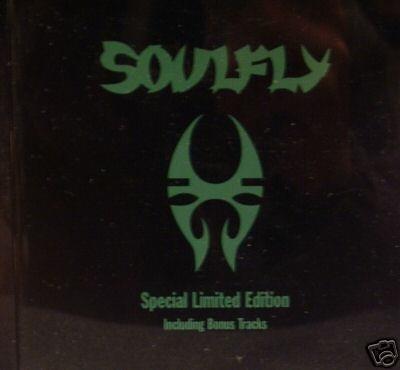 SOULFLY
Special Limited Edition
Including Bonus Tracks